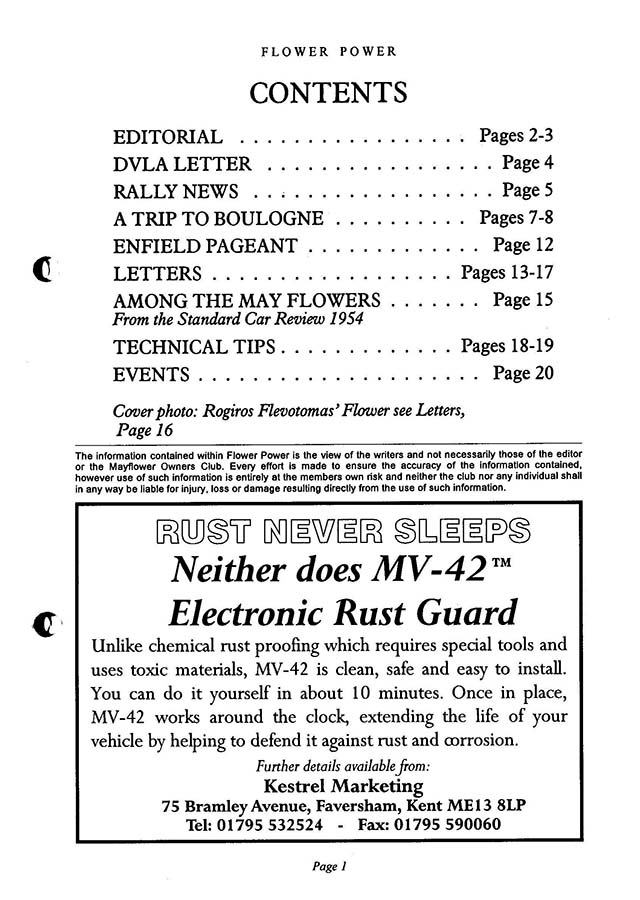 FLOWER POWER
CONTENTS
EDITORIAL . . . . . . . . . . . . . . . . . Pages 2-3
DVLA LETTER . . . . . . . . . . . . . . . . . Page 4
RALLY NEWS . . . . . . . . . . . . . . . . . . Page 5
A TRIP TO BOULOGNE . . . . . . . . . . Pages 7-8
ENFIELD PAGEANT . . . . . . . . . . . . . Page 12
LETTERS . . . . . . . . . . . . . . . . . . Pages 13-17
AMONG THE MAY FLOWERS . . . . . . . Page 15
From the Standard Car Review 1954
TECHNICAL TIPS . . . . . . . . . . . . . Pages 18-19
EVENTS . . . . . . . . . . . . . . . . . . . . . Page 20
Cover photo: Rogiros Flevotomas' Flower see Letters,
Page 16
The information contained within Flower Power is the view of the writers and not necessarily those of the editor
or the Mayflower Owners Club. Every effort is made to ensure the accuracy of the information contained,
however use of such information is entirely at the members own risk and neither the club nor any individual shall
in any way be liable for injury, loss or damage resulting directly from the use of such information.
RUST NEVER SLEEPS
Neither does MV-42™
Electronic Rust Guard
Unlike chemical rust proofing which requires special tools and
uses toxic materials, MV-42 is clean, safe and easy to install.
You can do it yourself in about 10 minutes. Once in place,
MV-42 works around the clock, extending the life of your
vehicle by helping to defend it against rust and corrosion.
Further details available from:
Kestrel Marketing
75 Bramley Avenue, Faversham, Kent ME13 8LP
Tel: 01795 532524 - Fax: 01795 590060
Page 1